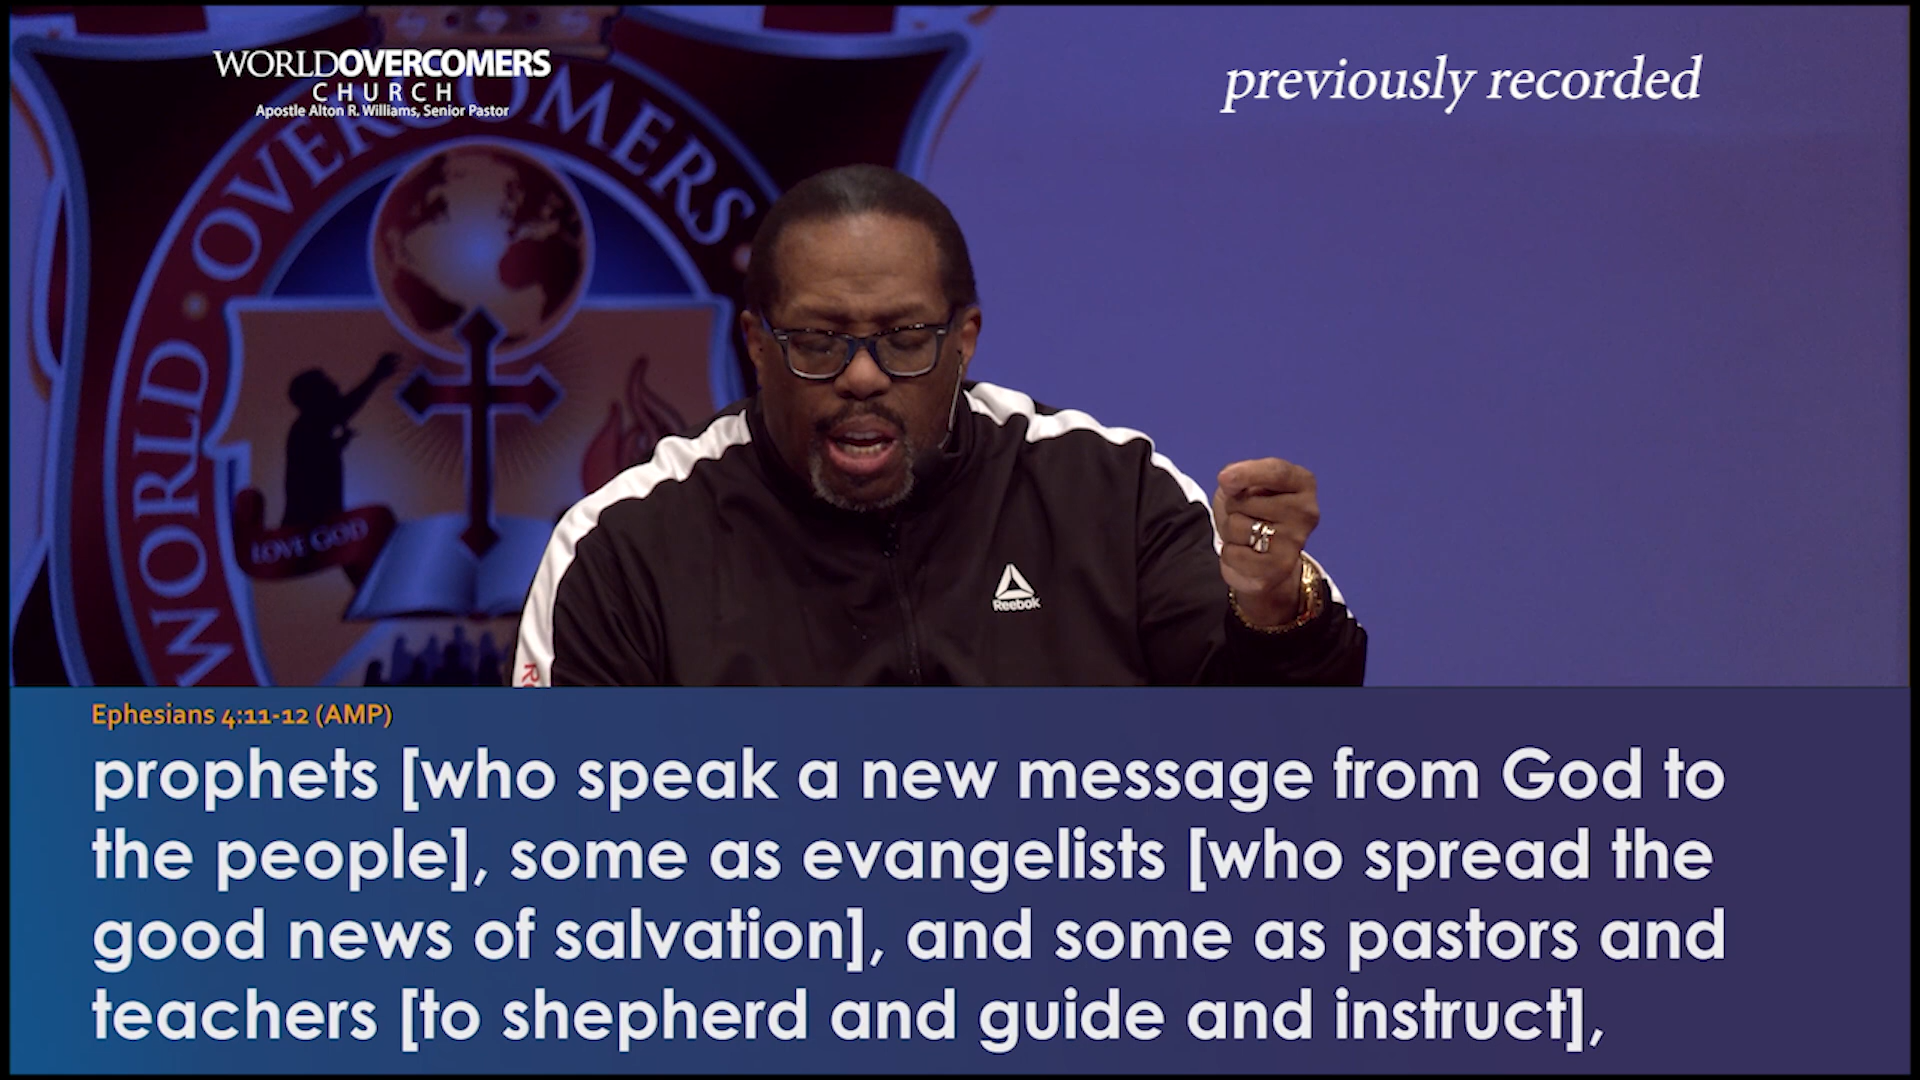 WORLDOVERCOMERS
CHURCH
Apostle Alton R. Williams, Senior Pastor
previously recorded
WORLD • OVERCOMERS
LOVE GOD
Reebok
Ephesians 4:11-12 (AMP)
prophets [who speak a new message from God to
the people], some as evangelists [who spread the
good news of salvation], and some as pastors and
teachers [to shepherd and guide and instruct],